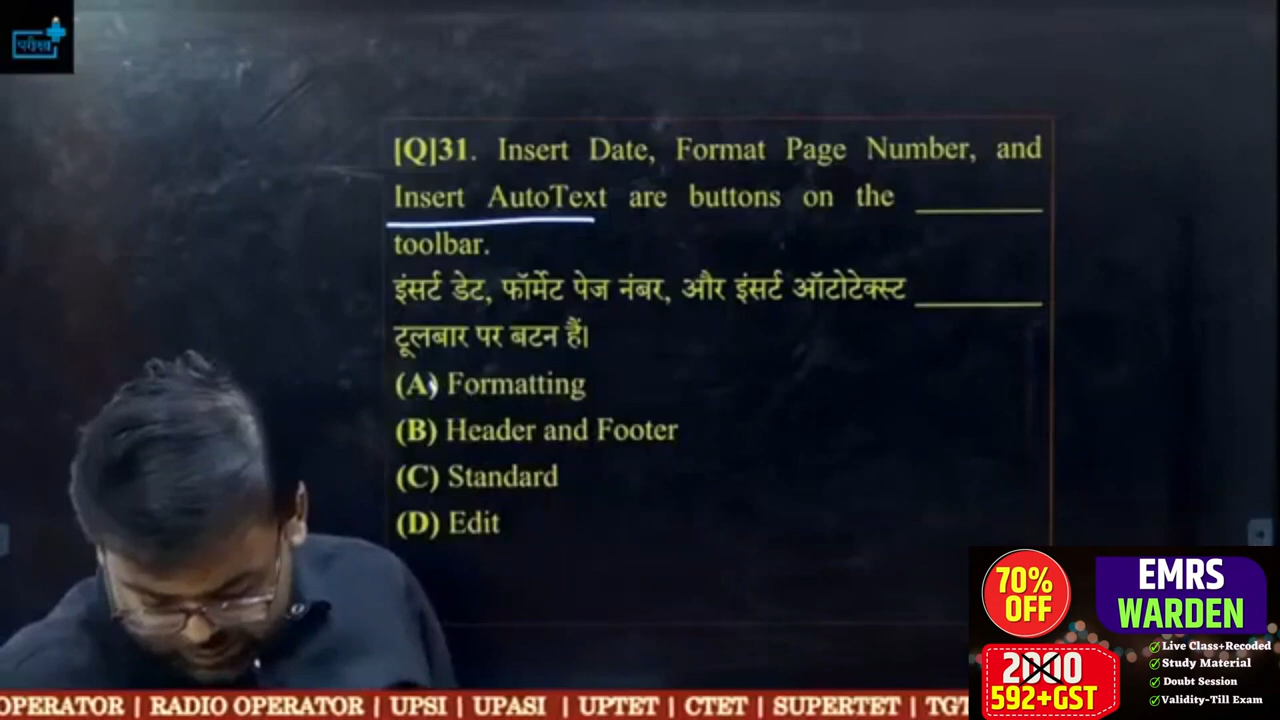 परीक्षा
[Q]31. Insert Date, Format Page Number, and
Insert AutoText are buttons on the ________
toolbar.
इंसर्ट डेट, फॉर्मेट पेज नंबर, और इंसर्ट ऑटोटेक्स्ट ________
टूलबार पर बटन हैं।
(A) Formatting
(B) Header and Footer
(C) Standard
(D) Edit
70%
OFF
2000
592+GST
EMRS
WARDEN
Live Class+Recoded
Study Material
Doubt Session
Validity-Till Exam
OPERATOR | RADIO OPERATOR | UPSI | UPASI | UPTET | CTET | SUPERTET | TGT